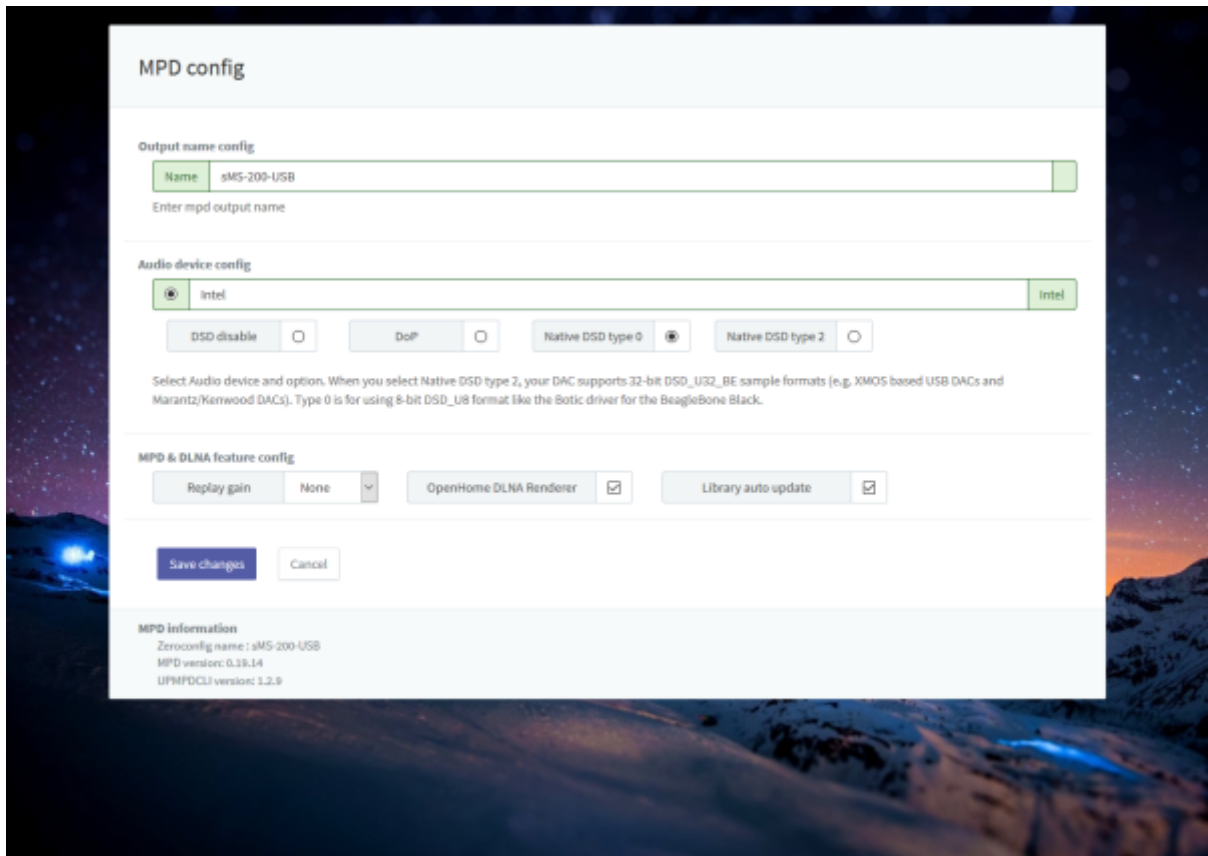 MPD config
Output name config
Name sMS-200-USB
Enter mpd output name
Audio device config
Intel Intel
DSD disable DoP Native DSD type 0 Native DSD type 2
Select Audio device and option. When you select Native DSD type 2, your DAC supports 32-bit DSD_U32_BE sample formats (e.g. XMOS based USB DACs and
Marantz/Kenwood DACs). Type 0 is for using 8-bit DSD_U8 format like the Botic driver for the BeagleBone Black.
MPD & DLNA feature config
Replay gain None OpenHome DLNA Renderer Library auto update
Save changes Cancel
MPD information
Zeroconfig name : sMS-200-USB
MPD version: 0.19.14
UPMPDCLI version: 1.2.9